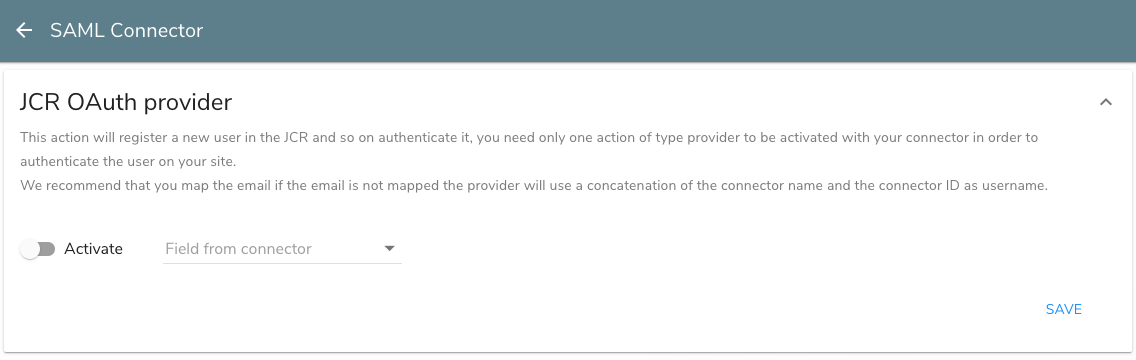 SAML Connector
JCR OAuth provider
This action will register a new user in the JCR and so on authenticate it, you need only one action of type provider to be activated with your connector in order to
authenticate the user on your site.
We recommend that you map the email if the email is not mapped the provider will use a concatenation of the connector name and the connector ID as username.
Activate Field from connector
SAVE